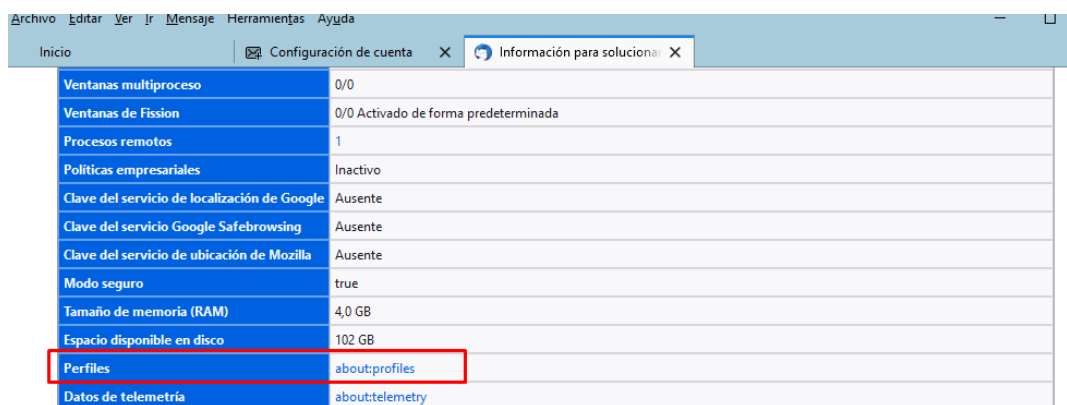 Archivo Editar Ver Ir Mensaje Herramientas Ayuda
Inicio Configuración de cuenta Información para solucionar
Ventanas multiproceso 0/0
Ventanas de Fission 0/0 Activado de forma predeterminada
Procesos remotos 1
Políticas empresariales Inactivo
Clave del servicio de localización de Google Ausente
Clave del servicio Google Safebrowsing Ausente
Clave del servicio de ubicación de Mozilla Ausente
Modo seguro true
Tamaño de memoria (RAM) 4,0 GB
Espacio disponible en disco 102 GB
Perfiles about:profiles
Datos de telemetría about:telemetry